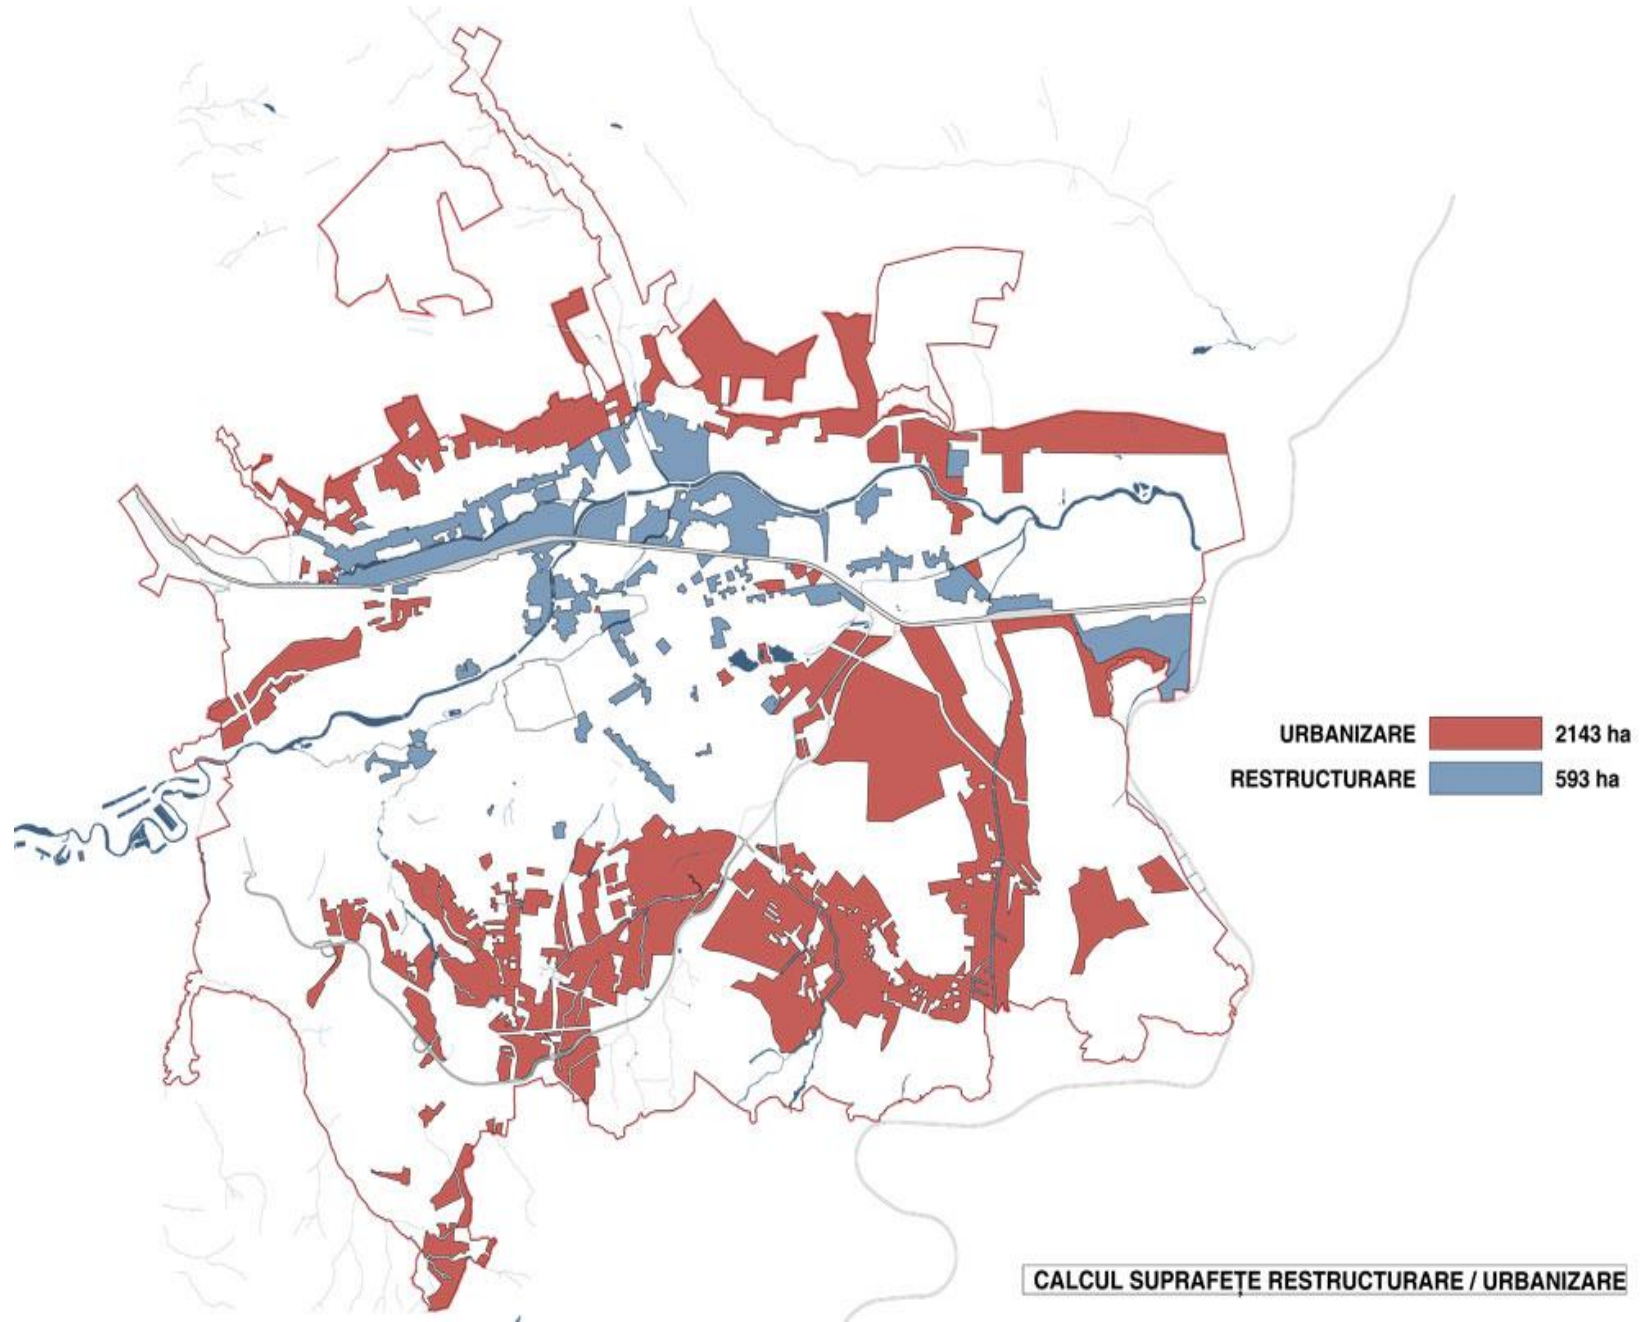 URBANIZARE 2143 ha
RESTRUCTURARE 593 ha
CALCUL SUPRAFEȚE RESTRUCTURARE / URBANIZARE